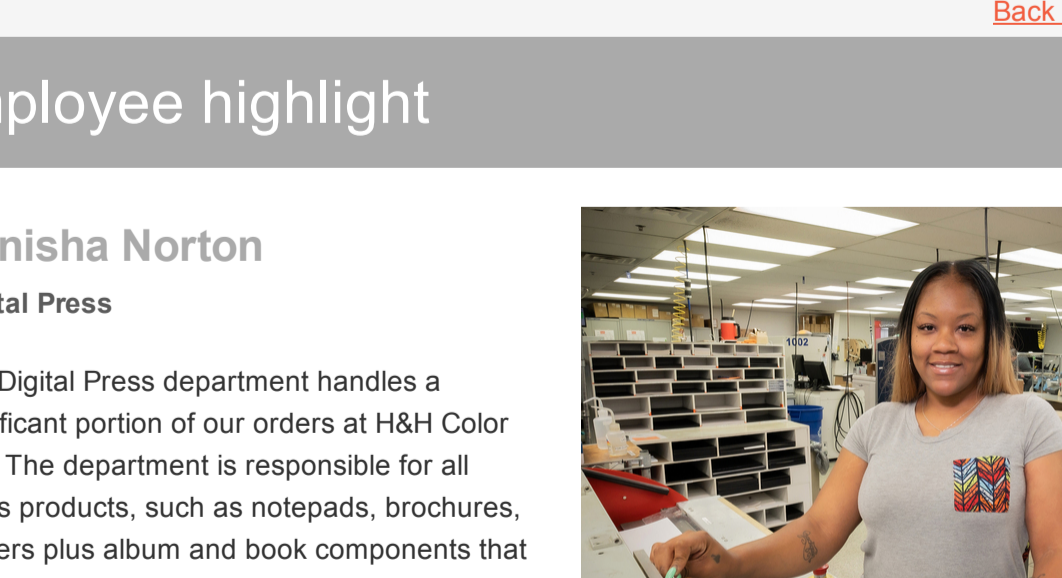 Back
ployee highlight
nisha Norton
tal Press
Digital Press department handles a
ficant portion of our orders at H&H Color
The department is responsible for all
s products, such as notepads, brochures,
ers plus album and book components that
1002